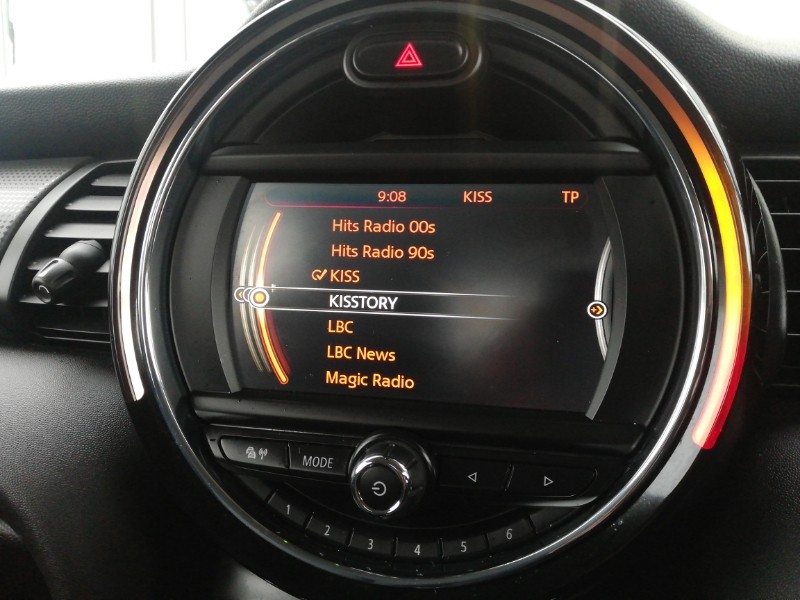 9:08 KISS TP
Hits Radio 00s
Hits Radio 90s
KISS
KISSTORY
LBC
LBC News
Magic Radio
MODE
1 2 3 4 5 6